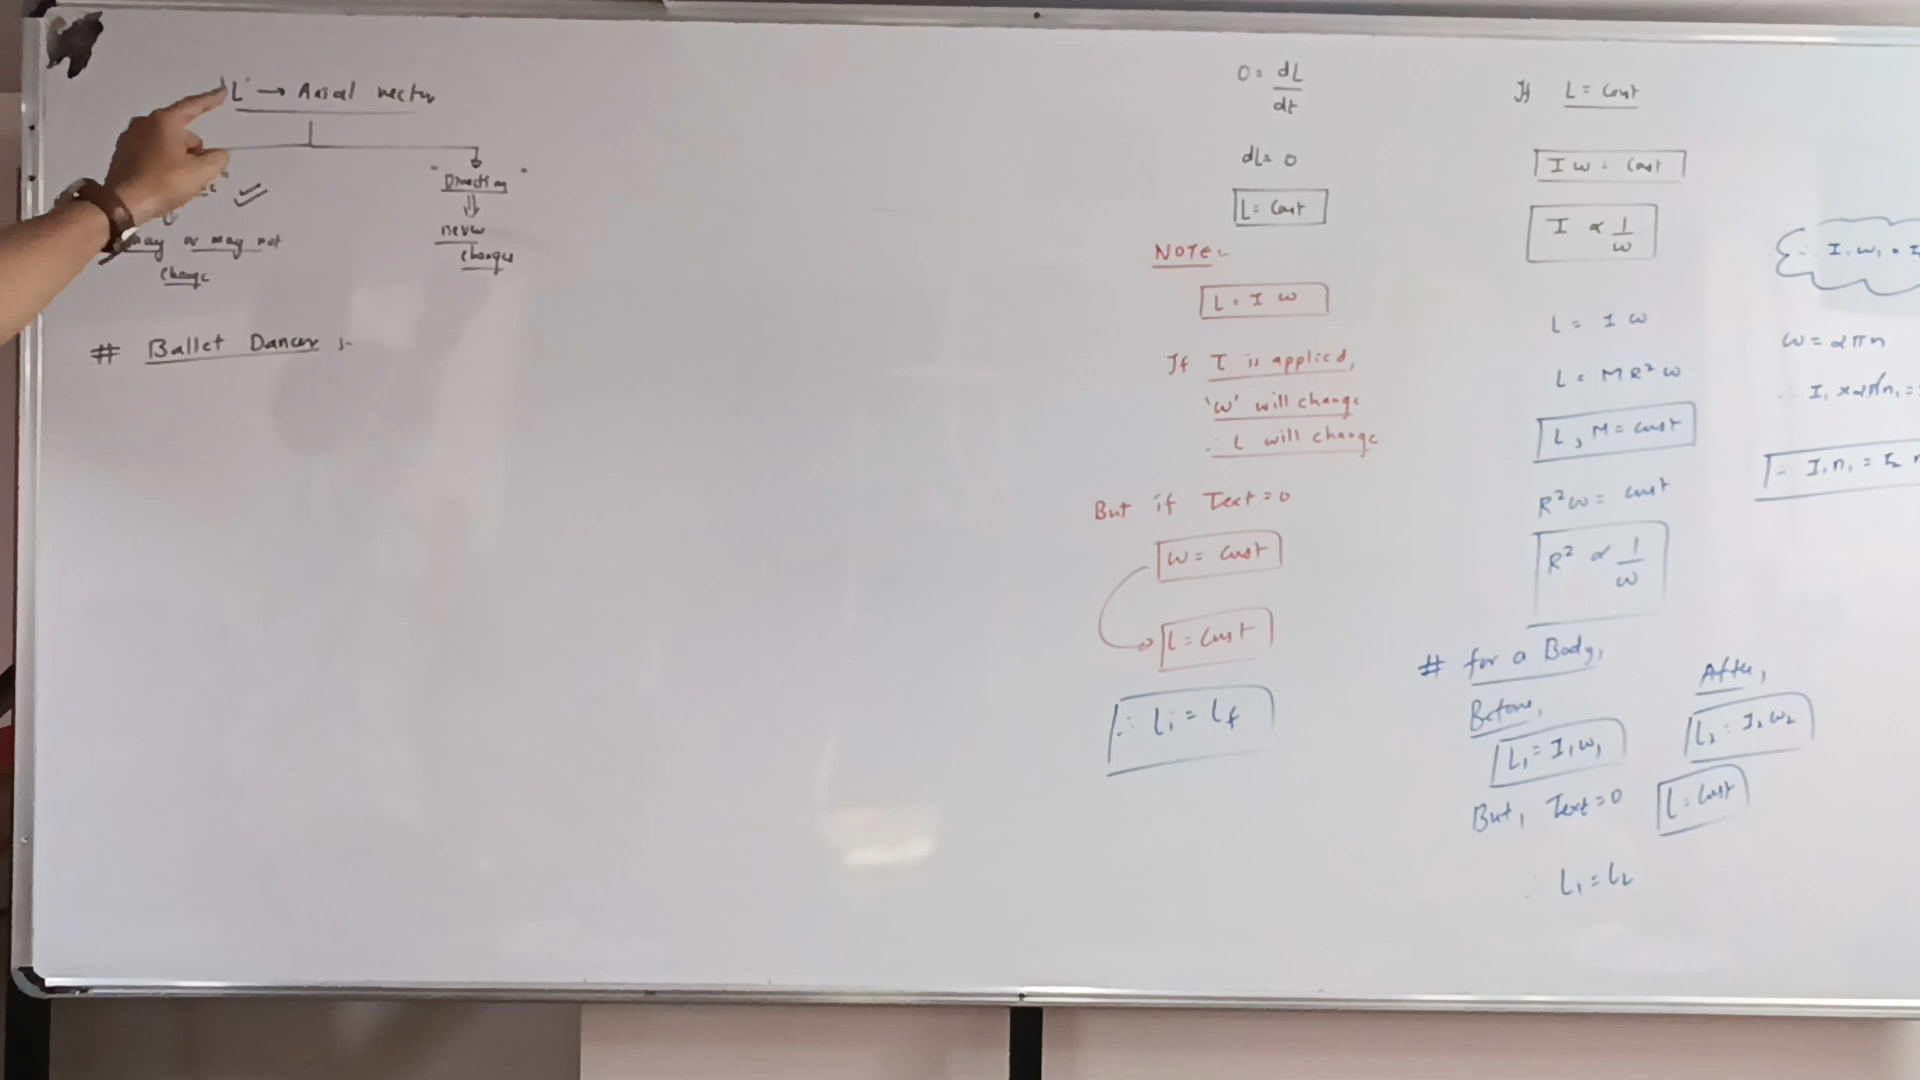 L → Axial vector
"Direction"
may or may not
change
never
changes
# Ballet Dancer :-
0 = dL/dt
dL = 0
L = Const
Note:-
L = I ω
If τ is applied,
'ω' will change
∴ L will change
But if τext = 0
ω = const
L = const
∴ Li = Lf
If L = Const
I ω = Const
I ∝ 1/ω
L = I ω
L = M R² ω
L, M = const
R²ω = const
R² ∝ 1/ω
# for a Body,
Before,
L₁ = I₁ω₁
After,
L₂ = I₂ω₂
But, τext = 0
L = Const
∴ L₁ = L₂
∴ I₁ω₁ =
ω = 2πn
∴ I₁ × 2πn₁ =
∴ I₁n₁ = I₂